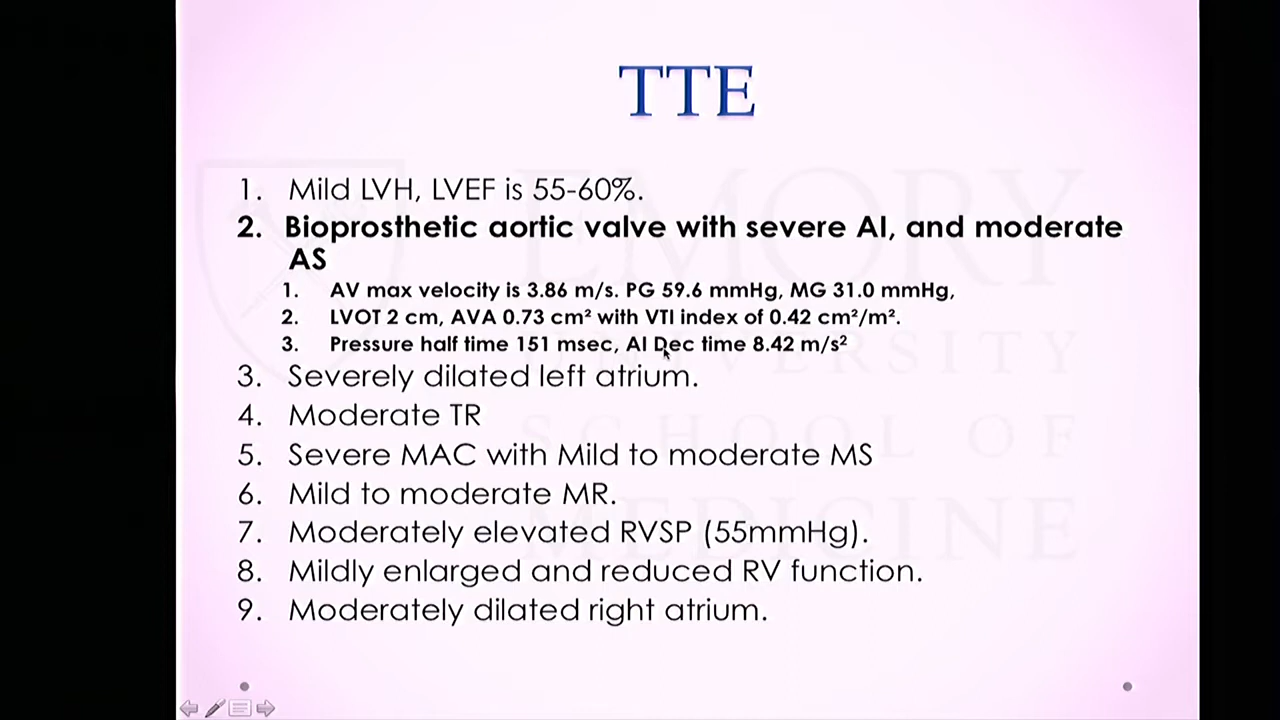 TTE
1. Mild LVH, LVEF is 55-60%.
2. Bioprosthetic aortic valve with severe AI, and moderate
AS
1. AV max velocity is 3.86 m/s. PG 59.6 mmHg, MG 31.0 mmHg,
2. LVOT 2 cm, AVA 0.73 cm² with VTI index of 0.42 cm²/m².
3. Pressure half time 151 msec, AI Dec time 8.42 m/s²
3. Severely dilated left atrium.
4. Moderate TR
5. Severe MAC with Mild to moderate MS
6. Mild to moderate MR.
7. Moderately elevated RVSP (55mmHg).
8. Mildly enlarged and reduced RV function.
9. Moderately dilated right atrium.
EMORY
UNIVERSITY
SCHOOL OF
MEDICINE